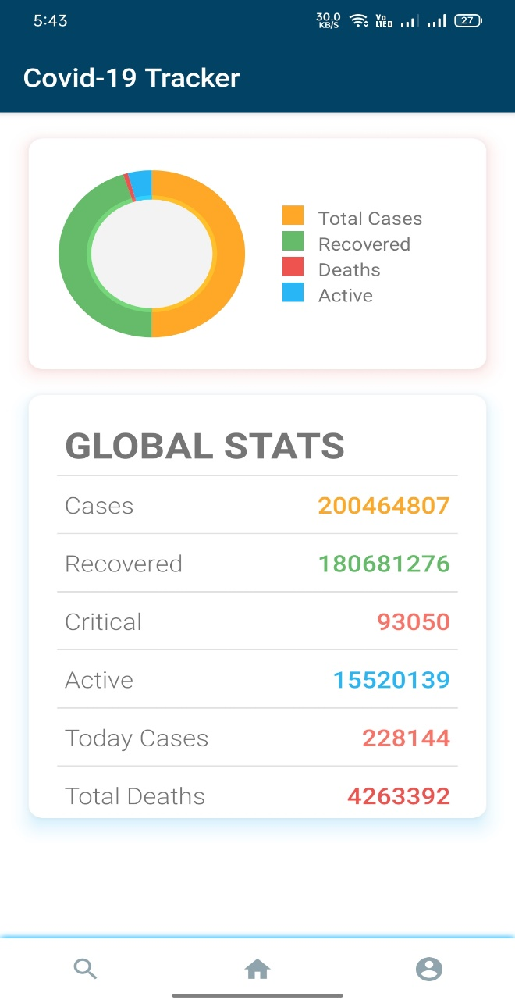 5:43 30.0 KB/S Vo LTED 27
Covid-19 Tracker
Total Cases
Recovered
Deaths
Active
GLOBAL STATS
Cases 200464807
Recovered 180681276
Critical 93050
Active 15520139
Today Cases 228144
Total Deaths 4263392